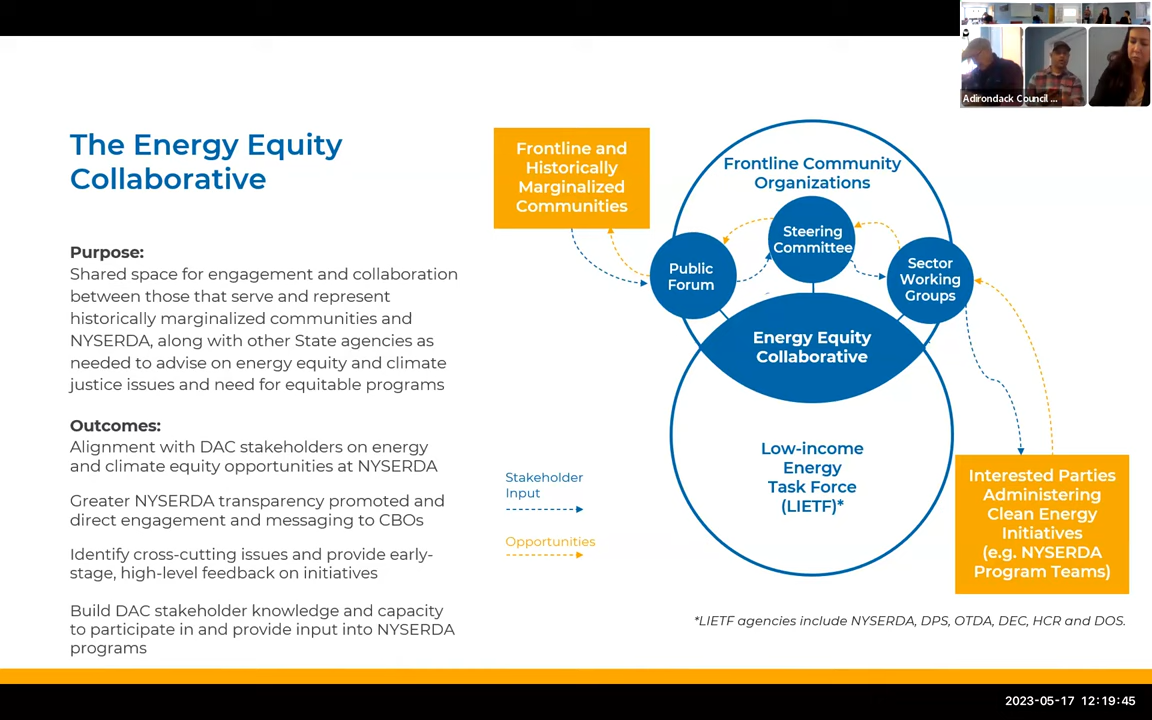 Adirondack Council ...
The Energy Equity
Collaborative
Purpose:
Shared space for engagement and collaboration
between those that serve and represent
historically marginalized communities and
NYSERDA, along with other State agencies as
needed to advise on energy equity and climate
justice issues and need for equitable programs
Outcomes:
Alignment with DAC stakeholders on energy
and climate equity opportunities at NYSERDA
Greater NYSERDA transparency promoted and
direct engagement and messaging to CBOs
Identify cross-cutting issues and provide early-
stage, high-level feedback on initiatives
Build DAC stakeholder knowledge and capacity
to participate in and provide input into NYSERDA
programs
Frontline and
Historically
Marginalized
Communities
Frontline Community
Organizations
Steering
Committee
Public
Forum
Sector
Working
Groups
Energy Equity
Collaborative
Low-income
Energy
Task Force
(LIETF)*
Stakeholder
Input
Opportunities
Interested Parties
Administering
Clean Energy
Initiatives
(e.g. NYSERDA
Program Teams)
*LIETF agencies include NYSERDA, DPS, OTDA, DEC, HCR and DOS.
2023-05-17 12:19:45